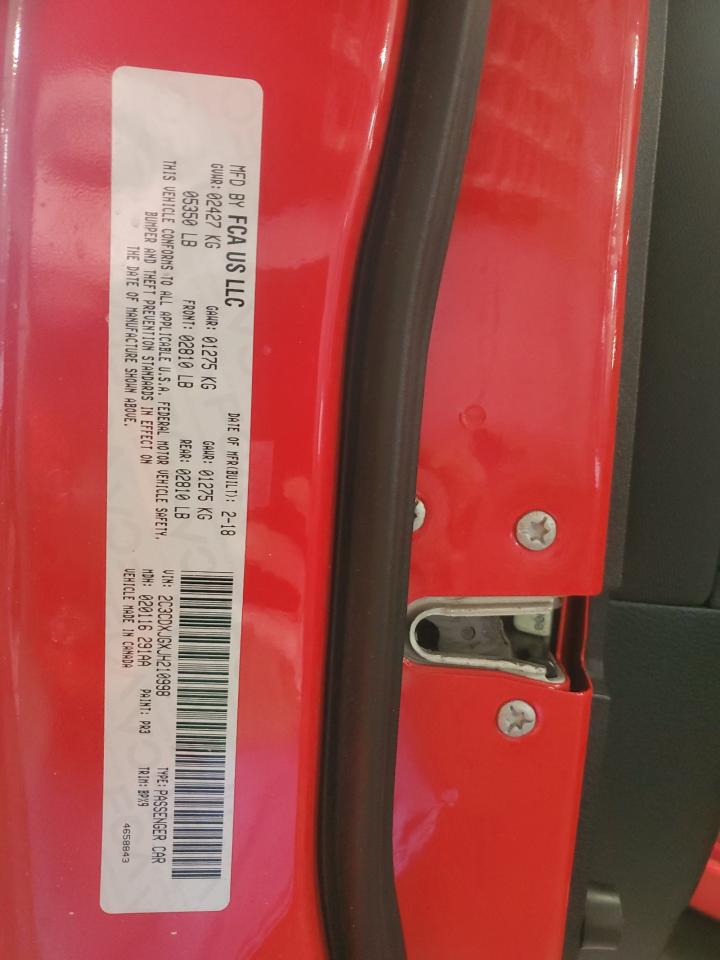 MFD BY FCA US LLC
DATE OF MFR(BUILT): 2-18
GVWR: 02427 KG GAWR: 01275 KG GAWR: 01275 KG
05350 LB FRONT: 02810 LB REAR: 02810 LB
THIS VEHICLE CONFORMS TO ALL APPLICABLE U.S.A. FEDERAL MOTOR VEHICLE SAFETY,
BUMPER AND THEFT PREVENTION STANDARDS IN EFFECT ON
THE DATE OF MANUFACTURE SHOWN ABOVE.
VIN: 2C3CDXJGXJH210998 TYPE: PASSENGER CAR
MDH: 020116 291AA PAINT: PR3 TRIM: BPX9
VEHICLE MADE IN CANADA 4658843